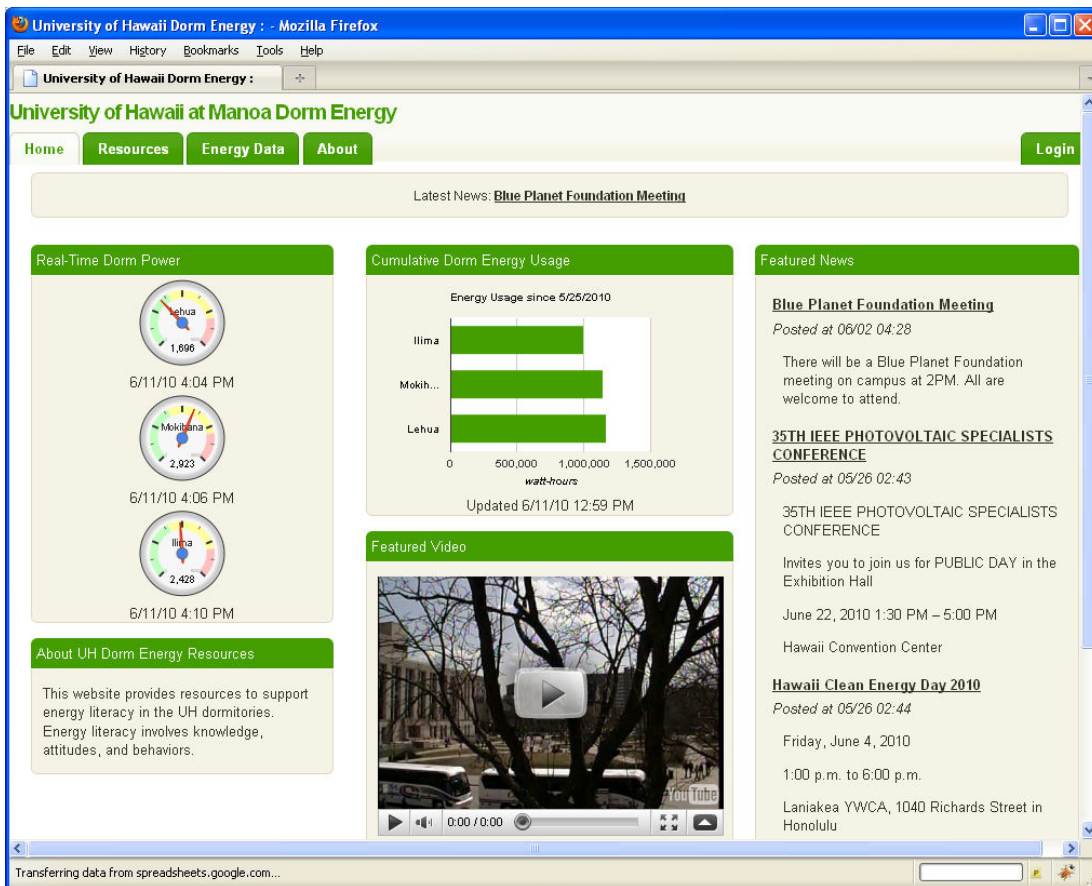 University of Hawaii Dorm Energy : - Mozilla Firefox
File Edit View History Bookmarks Tools Help
University of Hawaii Dorm Energy :
University of Hawaii at Manoa Dorm Energy
Home Resources Energy Data About Login
Latest News: Blue Planet Foundation Meeting
Real-Time Dorm Power
Lehua
1,696
6/11/10 4:04 PM
Mokihana
2,923
6/11/10 4:06 PM
Ilima
2,428
6/11/10 4:10 PM
About UH Dorm Energy Resources
This website provides resources to support
energy literacy in the UH dormitories.
Energy literacy involves knowledge,
attitudes, and behaviors.
Cumulative Dorm Energy Usage
Energy Usage since 5/25/2010
Ilima
Mokih...
Lehua
0 500,000 1,000,000 1,500,000
watt-hours
Updated 6/11/10 12:59 PM
Featured Video
You Tube
0:00 / 0:00
Featured News
Blue Planet Foundation Meeting
Posted at 06/02 04:28
There will be a Blue Planet Foundation
meeting on campus at 2PM. All are
welcome to attend.
35TH IEEE PHOTOVOLTAIC SPECIALISTS
CONFERENCE
Posted at 05/26 02:43
35TH IEEE PHOTOVOLTAIC SPECIALISTS
CONFERENCE
Invites you to join us for PUBLIC DAY in the
Exhibition Hall
June 22, 2010 1:30 PM – 5:00 PM
Hawaii Convention Center
Hawaii Clean Energy Day 2010
Posted at 05/26 02:44
Friday, June 4, 2010
1:00 p.m. to 6:00 p.m.
Laniakea YWCA, 1040 Richards Street in
Honolulu
Transferring data from spreadsheets.google.com...